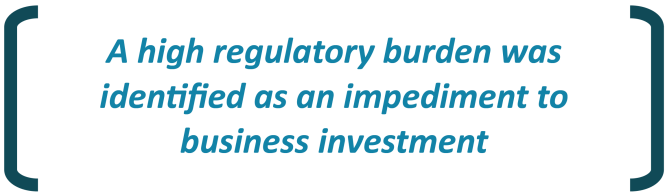 A high regulatory burden was
identified as an impediment to
business investment